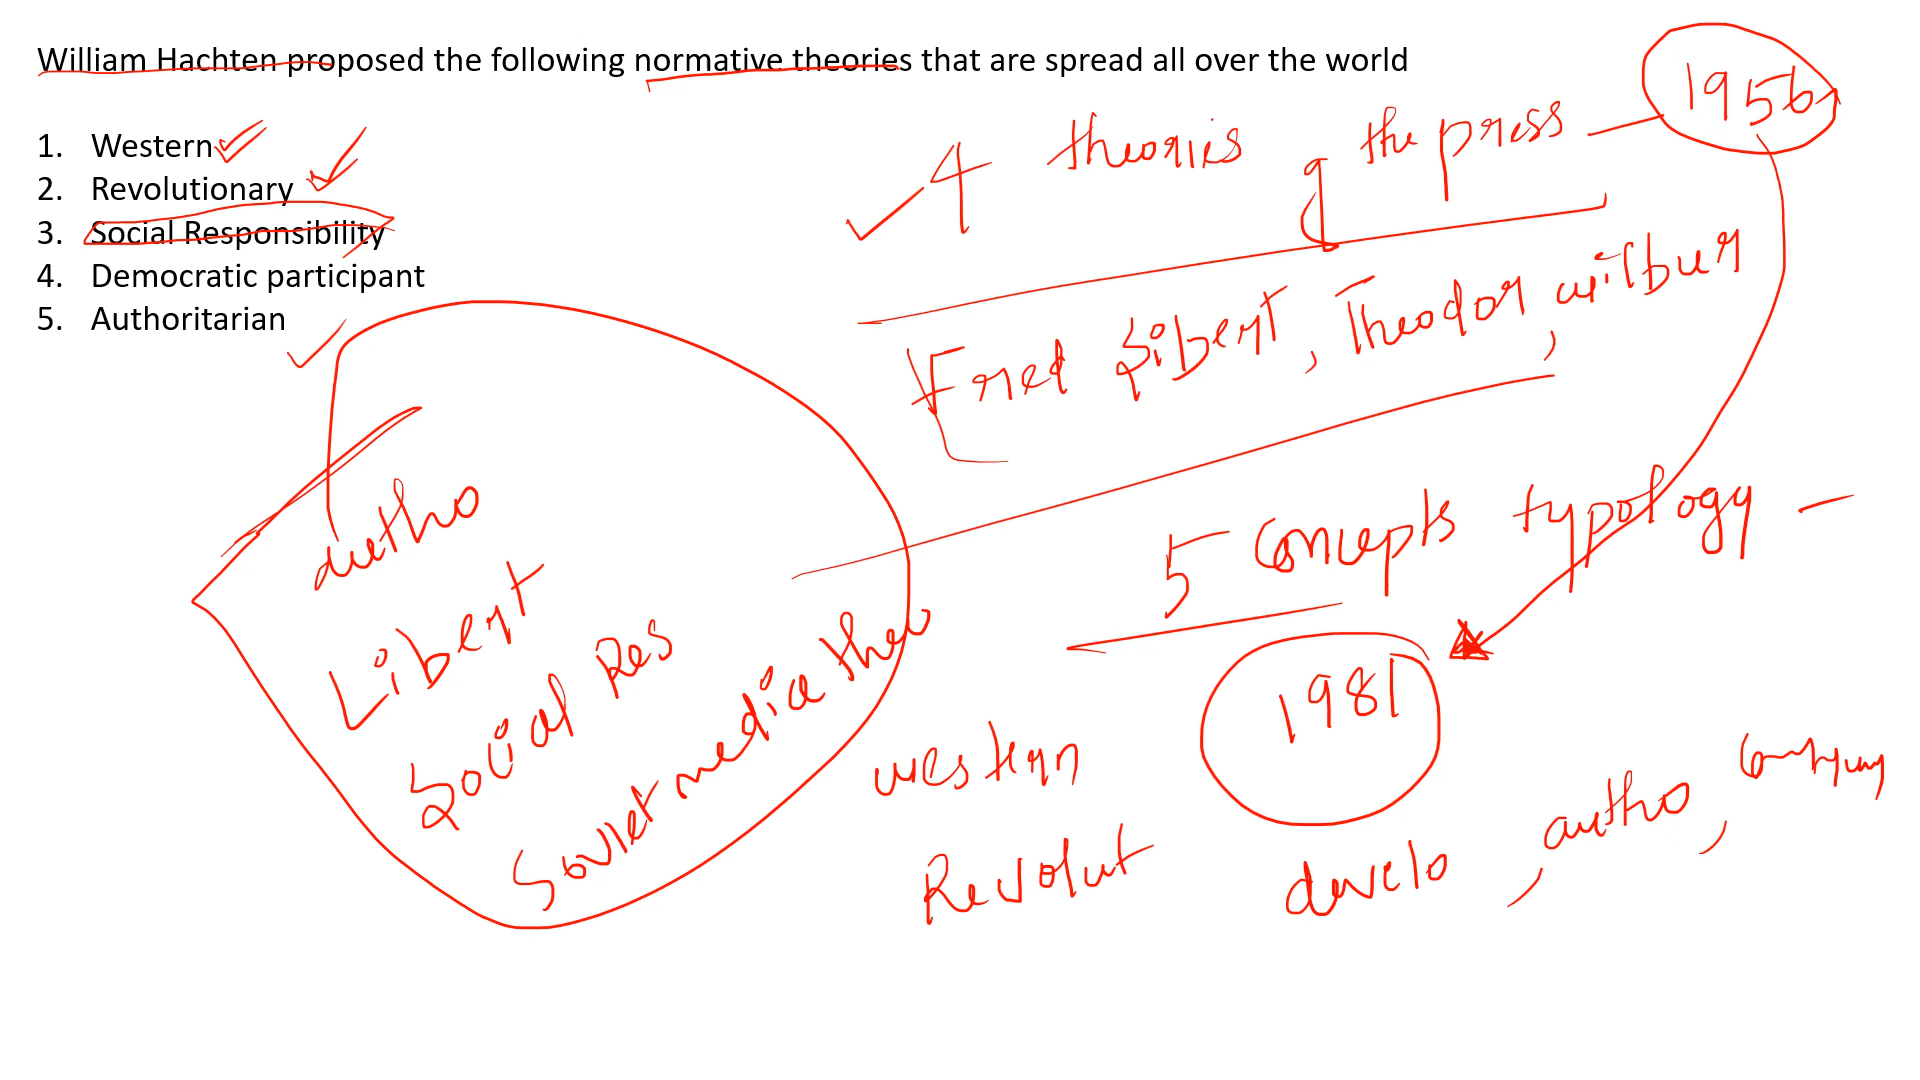 William Hachten proposed the following normative theories that are spread all over the world
1. Western
2. Revolutionary
3. Social Responsibility
4. Democratic participant
5. Authoritarian
1956
4 theories of the press
Fred Sibert, Theodor, wilbur
5 Concepts typology -
1981
autho
Libert
Social Res
Soviet media theo
western
Revolut
develo, autho,